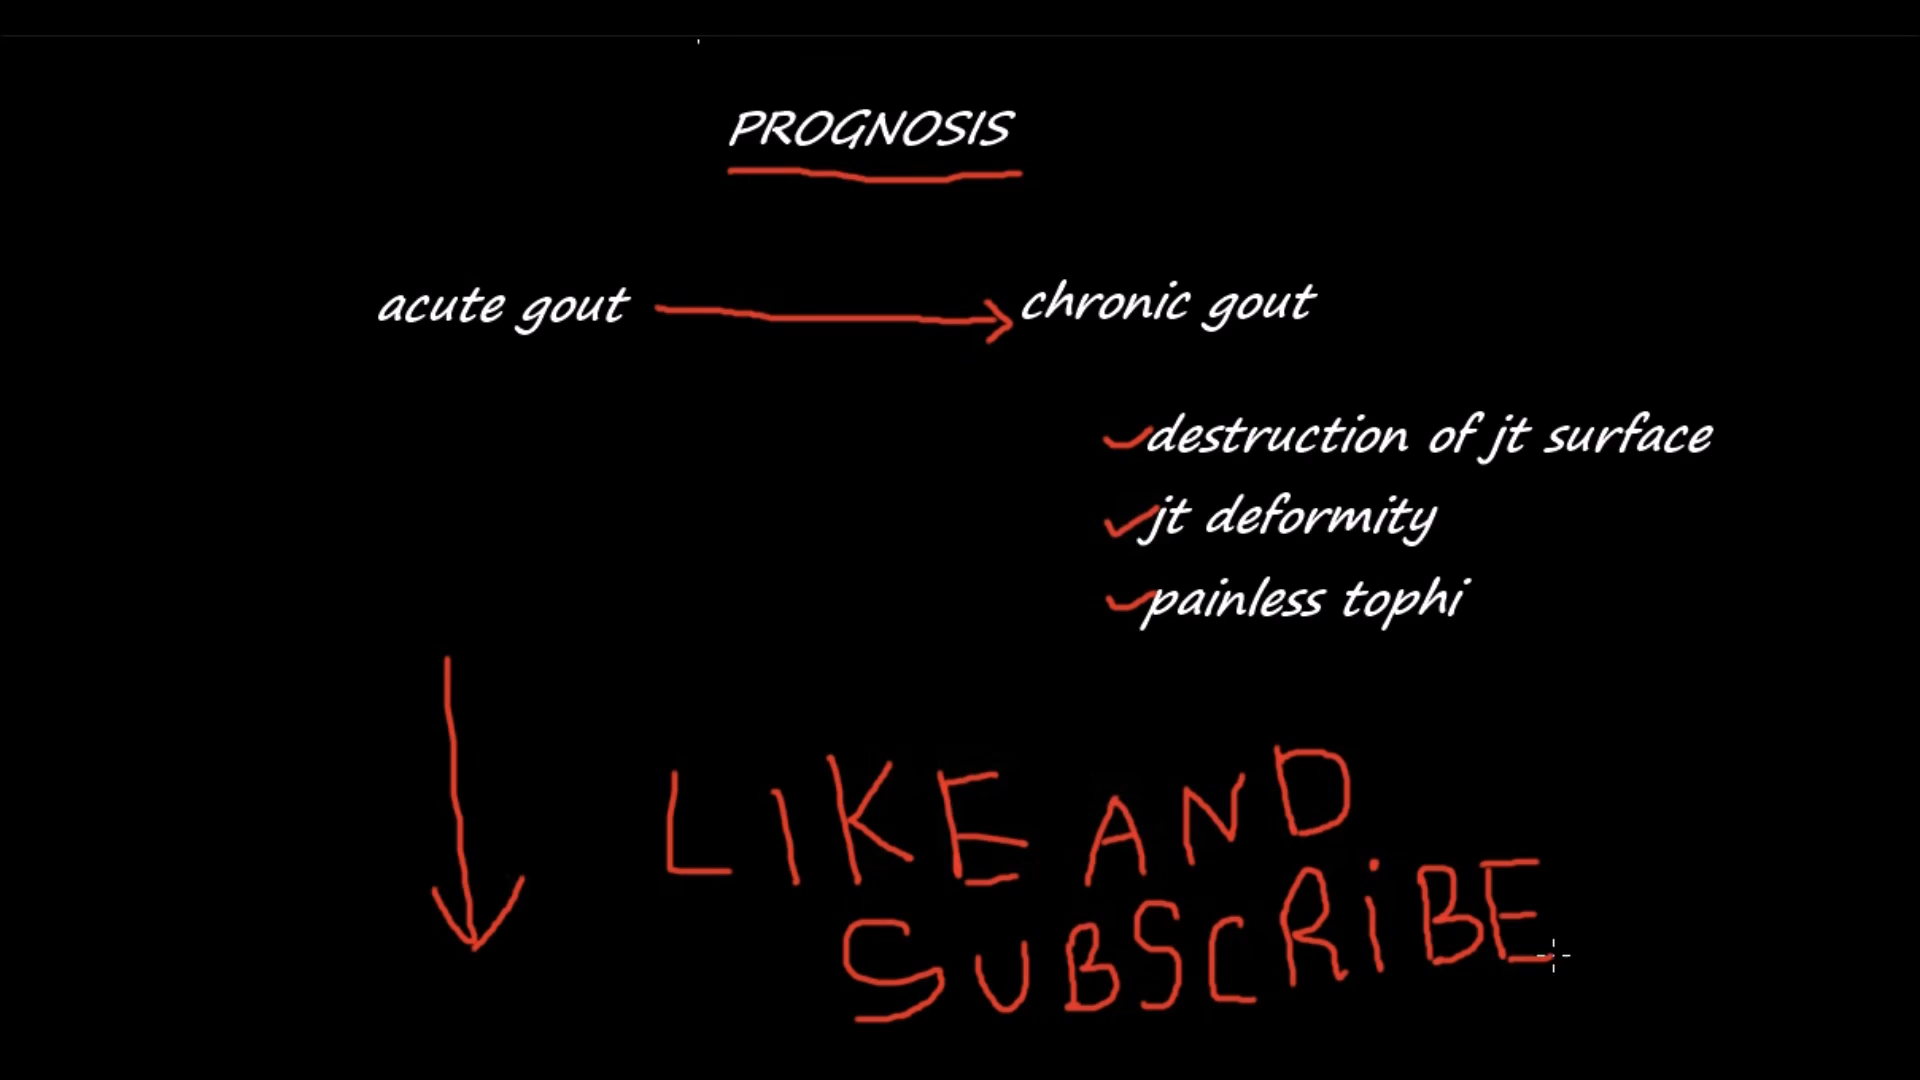 PROGNOSIS
acute gout chronic gout
destruction of jt surface
jt deformity
painless tophi
LIKE AND
SUBSCRiBE